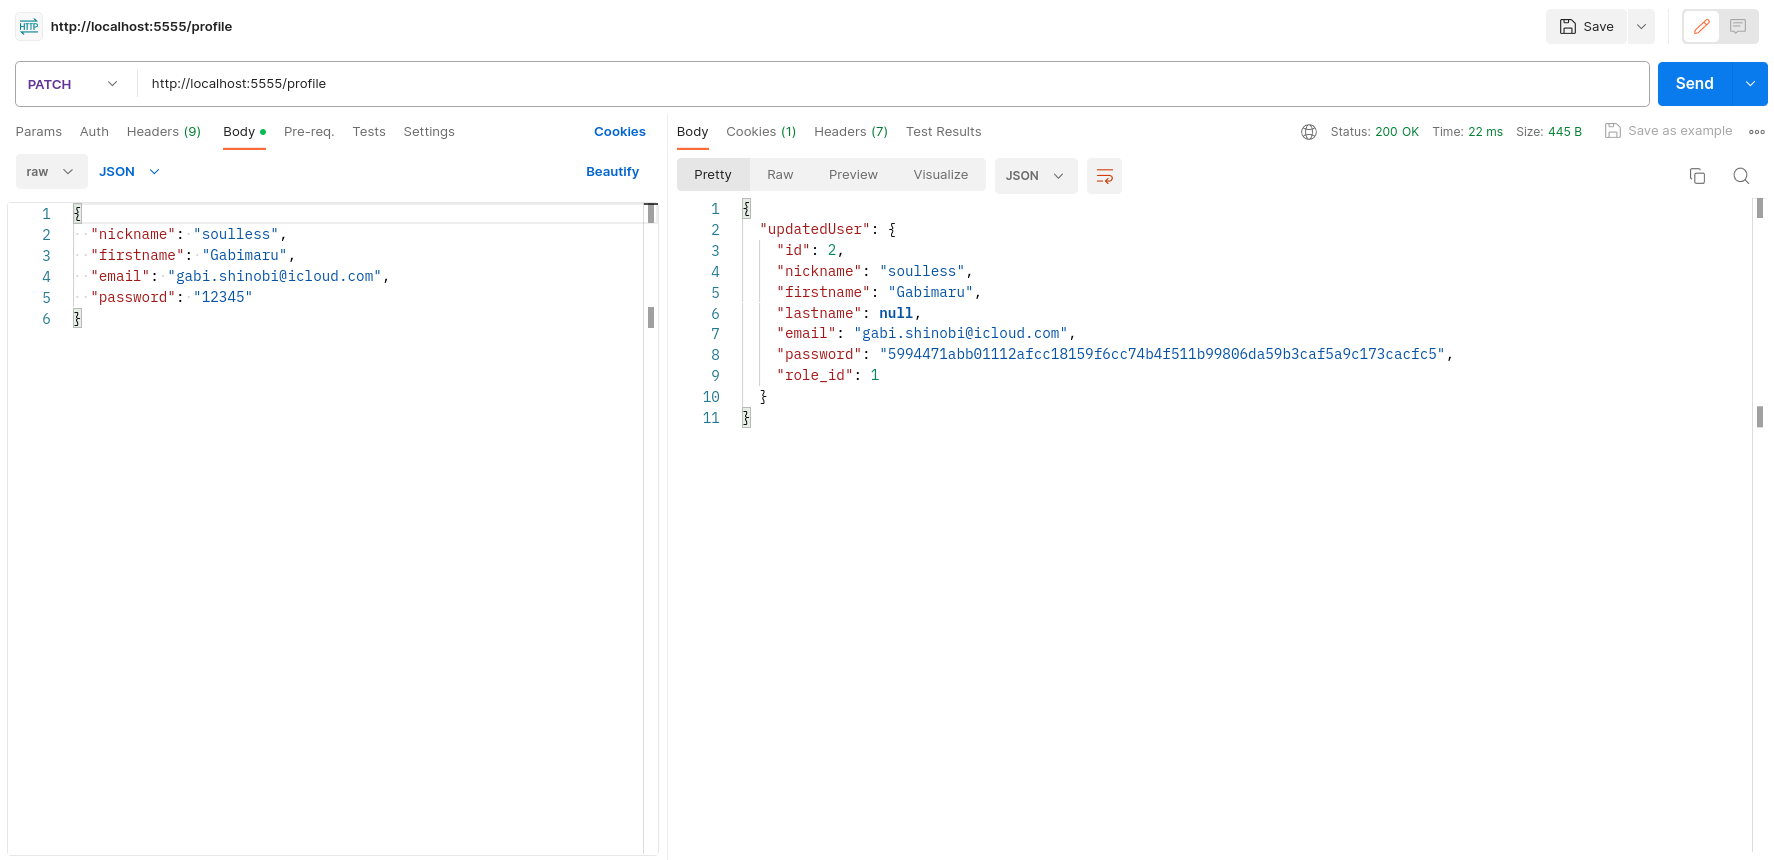 HTTP http://localhost:5555/profile Save
PATCH http://localhost:5555/profile Send
Params Auth Headers (9) Body Pre-req. Tests Settings Cookies
raw JSON Beautify
1 {
2 "nickname": "soulless",
3 "firstname": "Gabimaru",
4 "email": "gabi.shinobi@icloud.com",
5 "password": "12345"
6 }
Body Cookies (1) Headers (7) Test Results Status: 200 OK Time: 22 ms Size: 445 B Save as example
Pretty Raw Preview Visualize JSON
1 {
2 "updatedUser": {
3 "id": 2,
4 "nickname": "soulless",
5 "firstname": "Gabimaru",
6 "lastname": null,
7 "email": "gabi.shinobi@icloud.com",
8 "password": "5994471abb01112afcc18159f6cc74b4f511b99806da59b3caf5a9c173cacfc5",
9 "role_id": 1
10 }
11 }